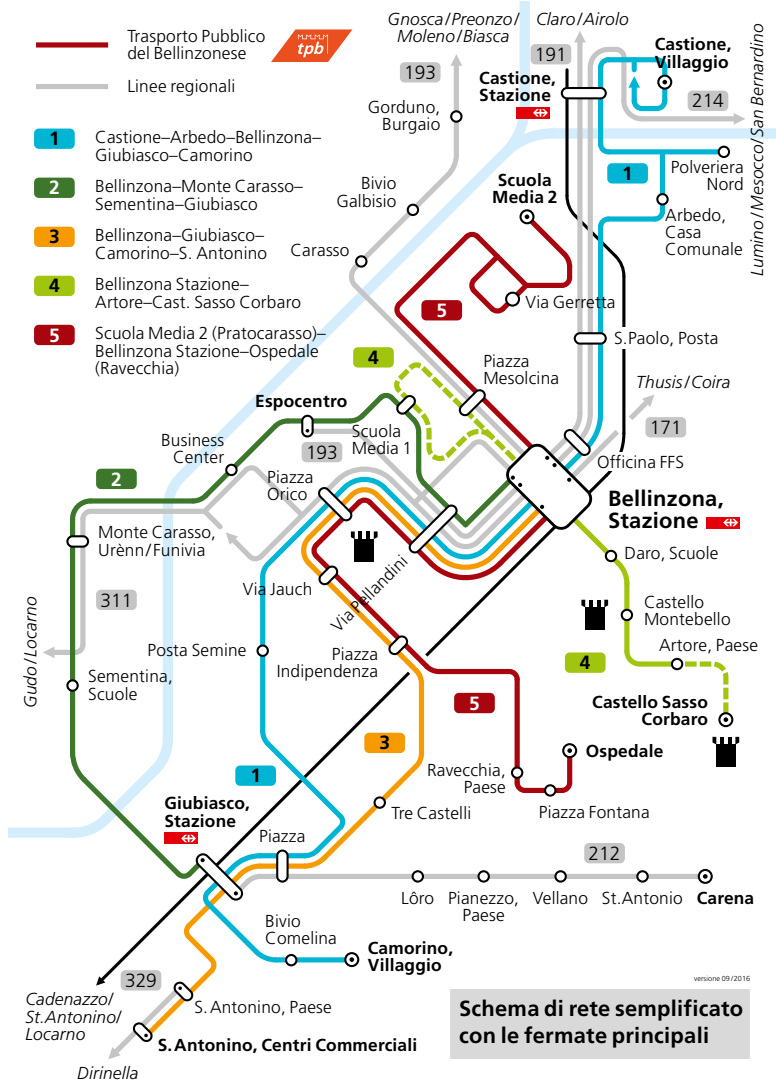 Trasporto Pubblico
del Bellinzonese
tpb
Linee regionali
1
Castione–Arbedo–Bellinzona–
Giubiasco–Camorino
2
Bellinzona–Monte Carasso–
Sementina–Giubiasco
3
Bellinzona–Giubiasco–
Camorino–S. Antonino
4
Bellinzona Stazione–
Artore–Cast. Sasso Corbaro
5
Scuola Media 2 (Pratocarasso)–
Bellinzona Stazione–Ospedale
(Ravecchia)
Gnosca/Preonzo/
Moleno/Biasca
193
Gorduno,
Burgaio
Bivio
Galbisio
Carasso
Claro/Airolo
191
Castione,
Stazione
Castione,
Villaggio
214
Lumino/Mesocco/San Bernardino
1
Polveriera
Nord
Arbedo,
Casa
Comunale
Scuola
Media 2
Via Gerretta
5
S.Paolo, Posta
Piazza
Mesolcina
4
Thusis/Coira
171
Officina FFS
Espocentro
Scuola
Media 1
193
Business
Center
2
Piazza
Orico
Bellinzona,
Stazione
Monte Carasso,
Urènn/Funivia
Daro, Scuole
Via Jauch
Via Pellandini
311
Castello
Montebello
Gudo/Locarno
Posta Semine
Piazza
Indipendenza
Artore, Paese
4
Sementina,
Scuole
5
Castello Sasso
Corbaro
3
Ospedale
1
Ravecchia,
Paese
Giubiasco,
Stazione
Tre Castelli
Piazza Fontana
Piazza
212
Lôro
Pianezzo,
Paese
Vellano
St.Antonio
Carena
Bivio
Comelina
Camorino,
Villaggio
329
Cadenazzo/
St.Antonino/
Locarno
S. Antonino, Paese
S. Antonino, Centri Commerciali
Dirinella
versione 09/2016
Schema di rete semplificato
con le fermate principali